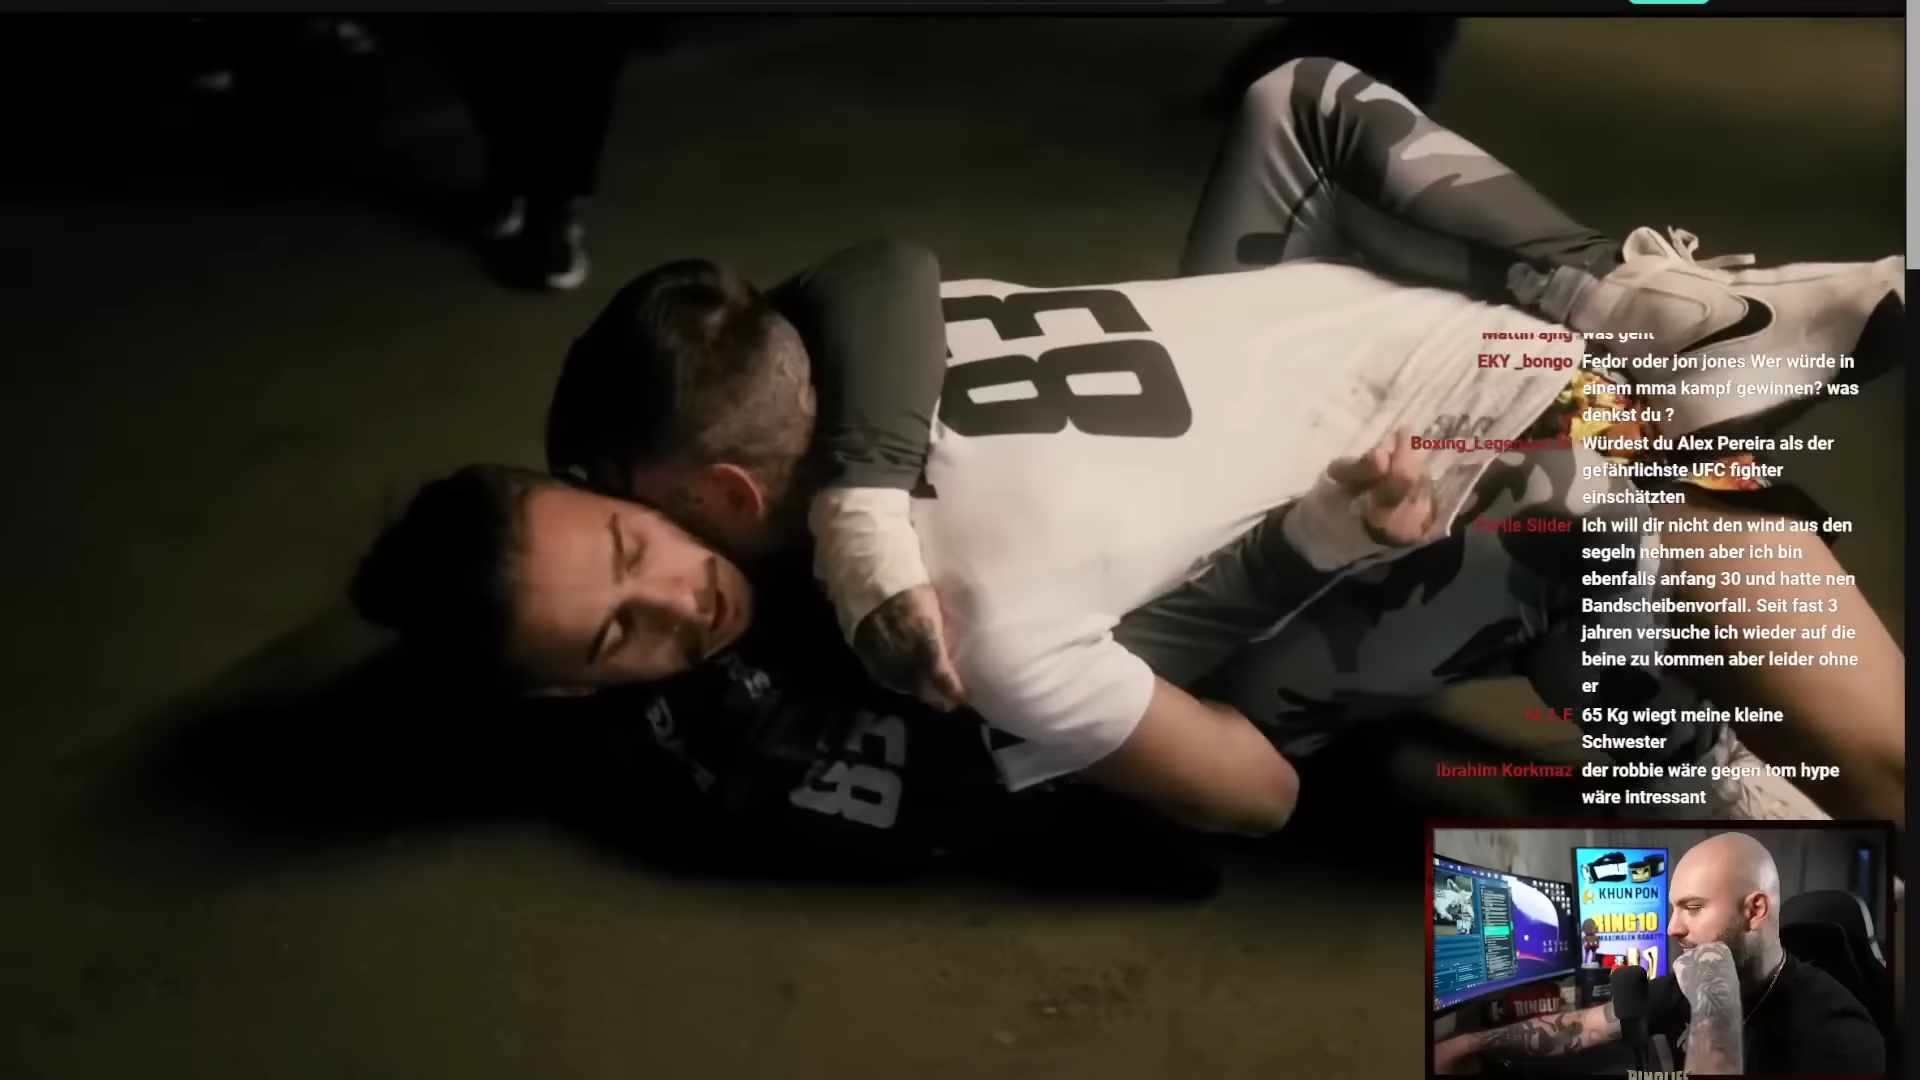 83
83
was geht
EKY _bongo Fedor oder jon jones Wer würde in
einem mma kampf gewinnen? was
denkst du ?
Würdest du Alex Pereira als der
gefährlichste UFC fighter
einschätzten
Slider Ich will dir nicht den wind aus den
segeln nehmen aber ich bin
ebenfalls anfang 30 und hatte nen
Bandscheibenvorfall. Seit fast 3
jahren versuche ich wieder auf die
beine zu kommen aber leider ohne
er
65 Kg wiegt meine kleine
Schwester
Ibrahim Korkmaz der robbie wäre gegen tom hype
wäre intressant
KHUN PON
RING10